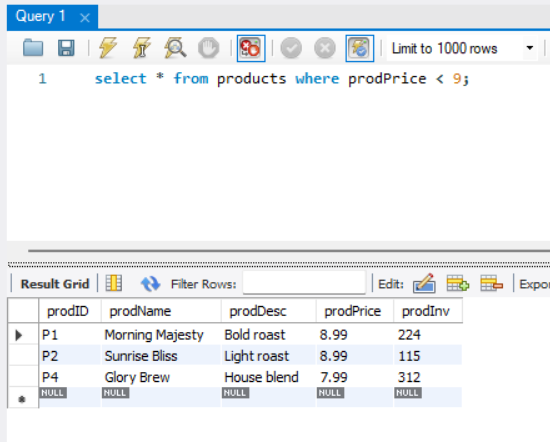 Query 1
Limit to 1000 rows
1 select * from products where prodPrice < 9;
Result Grid Filter Rows: Edit: Expor
prodID prodName prodDesc prodPrice prodInv
P1 Morning Majesty Bold roast 8.99 224
P2 Sunrise Bliss Light roast 8.99 115
P4 Glory Brew House blend 7.99 312
NULL NULL NULL NULL NULL